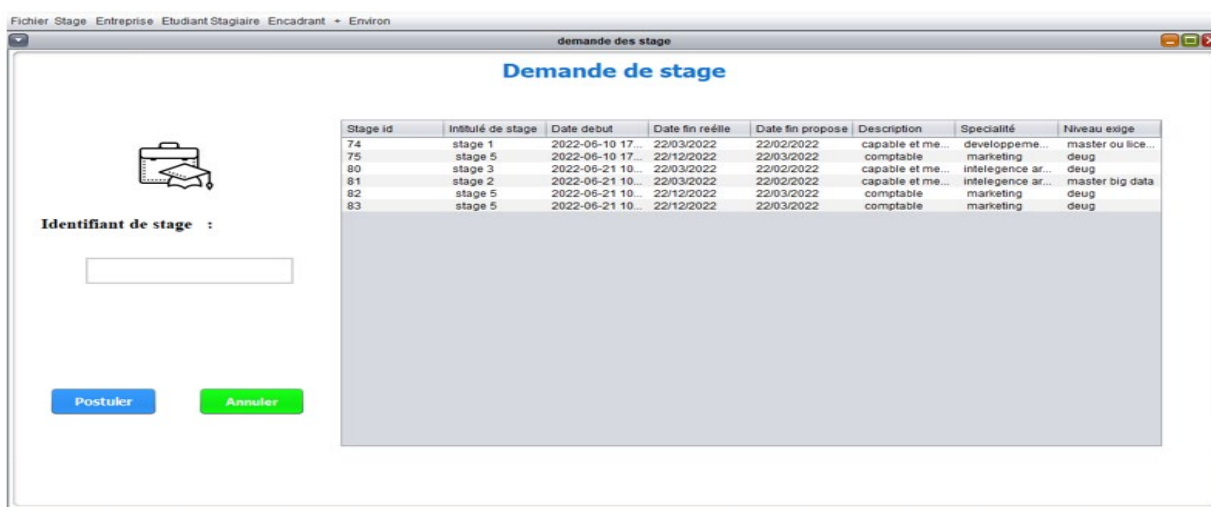 Fichier Stage Entreprise Etudiant Stagiaire Encadrant + Environ
demande des stage
Demande de stage
Stage id Intitulé de stage Date debut Date fin reélle Date fin propose Description Specialité Niveau exige
74 stage 1 2022-06-10 17... 22/03/2022 22/02/2022 capable et me... developpeme... master ou lice...
75 stage 5 2022-06-10 17... 22/12/2022 22/03/2022 comptable marketing deug
80 stage 3 2022-06-21 10... 22/03/2022 22/02/2022 capable et me... intelegence ar... deug
81 stage 2 2022-06-21 10... 22/03/2022 22/02/2022 capable et me... intelegence ar... master big data
82 stage 5 2022-06-21 10... 22/12/2022 22/03/2022 comptable marketing deug
83 stage 5 2022-06-21 10... 22/12/2022 22/03/2022 comptable marketing deug
Identifiant de stage :
Postuler Annuler